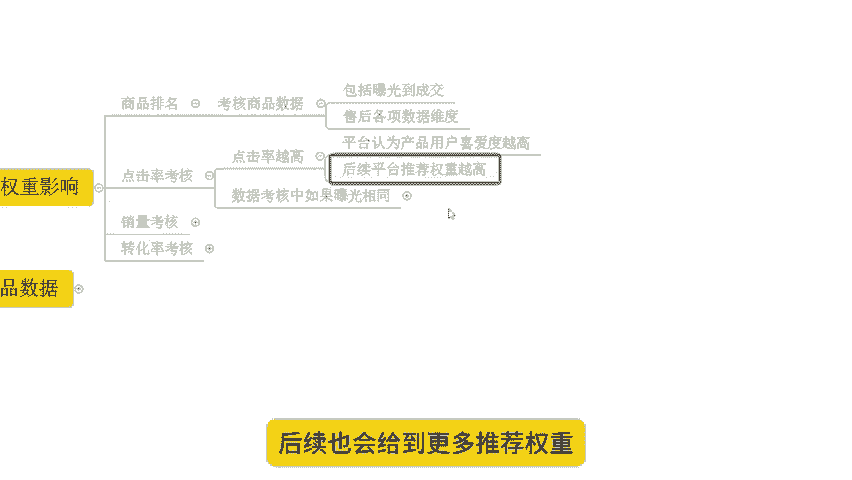 包括曝光到成交
商品排名 考核商品数据
售后各项数据维度
平台认为产品用户喜爱度越高
点击率越高
后续平台推荐权重越高
点击率考核
权重影响
数据考核中如果曝光相同
销量考核
转化率考核
品数据
后续也会给到更多推荐权重